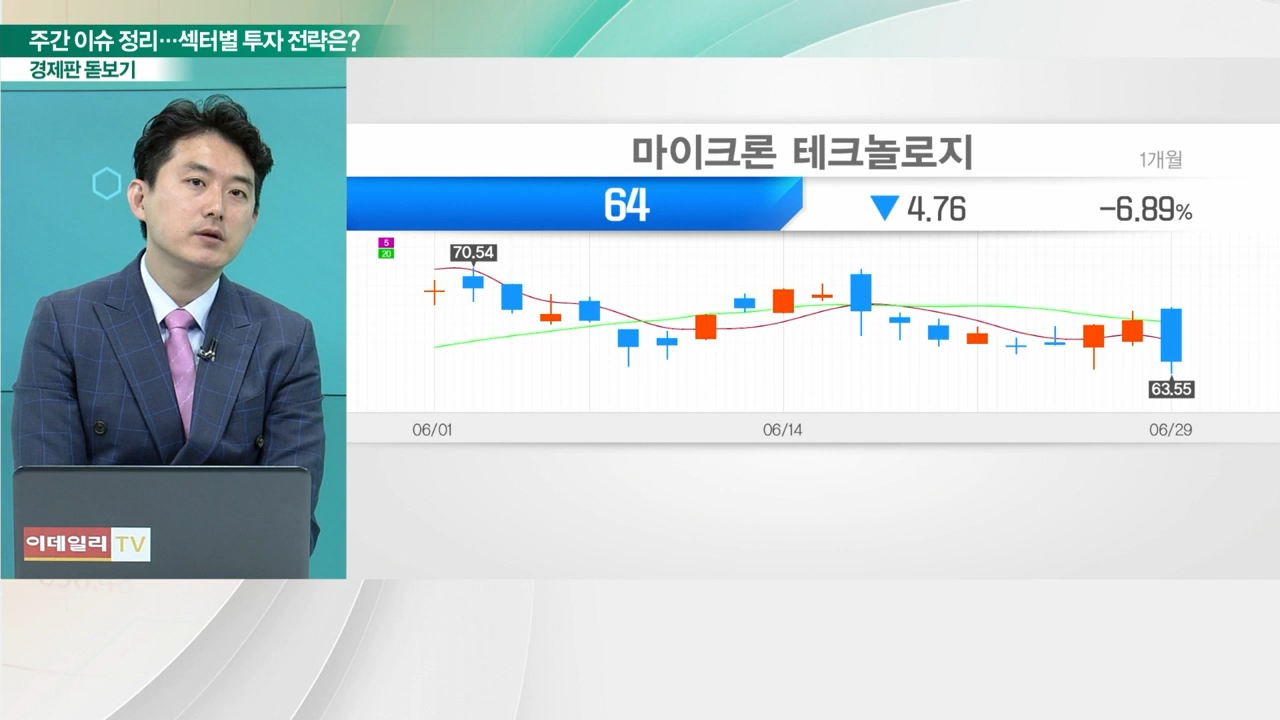 주간 이슈 정리…섹터별 투자 전략은?
경제판 돋보기
마이크론 테크놀로지
1개월
64 ▼ 4.76 -6.89%
5
20
70.54
63.55
06/01 06/14 06/29
이데일리 TV